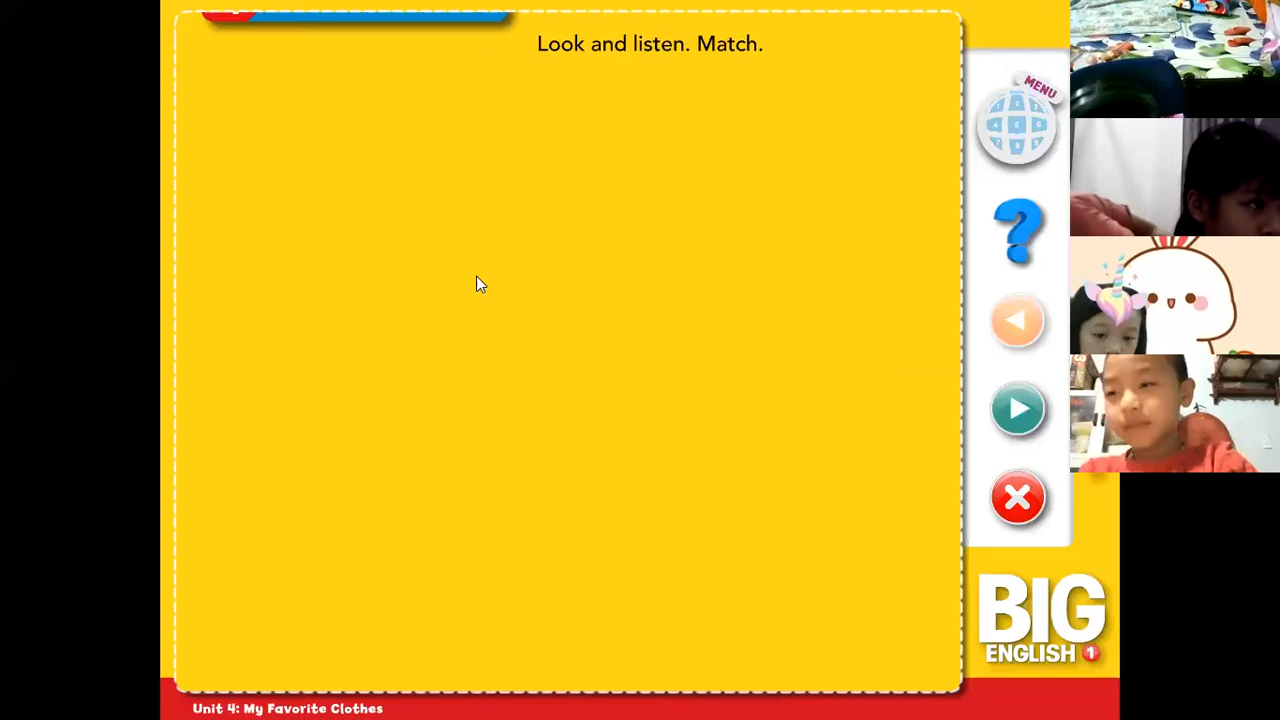 Look and listen. Match.
MENU
?
BIG
ENGLISH 1
Unit 4: My Favorite Clothes